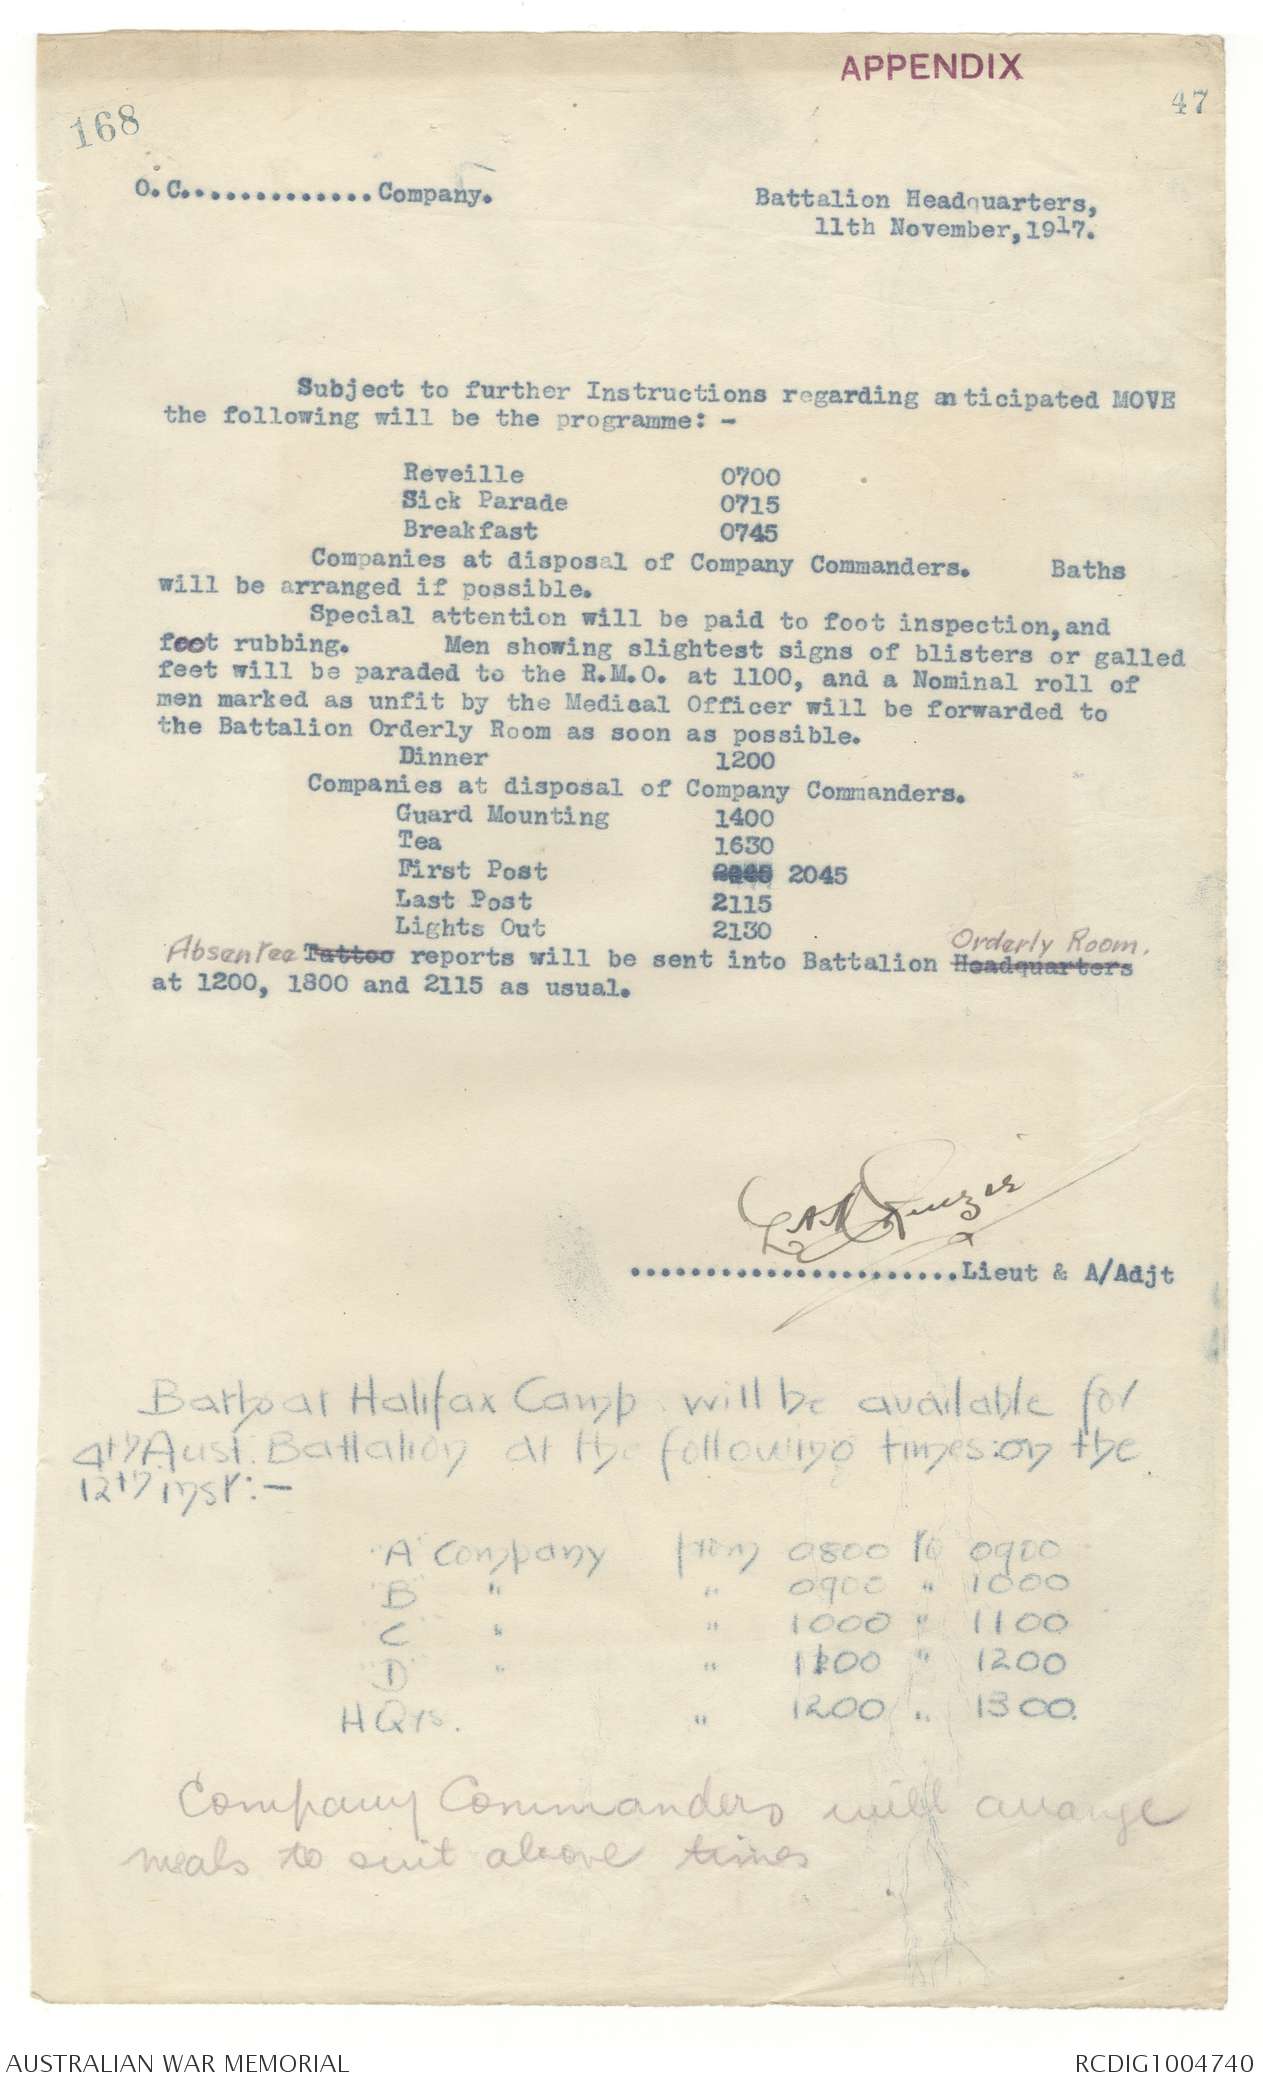 APPENDIX
47
168
O.C..............Company.
Battalion Headquarters,
11th November, 1917.
Subject to further Instructions regarding anticipated MOVE
the following will be the programme: -
Reveille 0700
Sick Parade 0715
Breakfast 0745
Companies at disposal of Company Commanders. Baths
will be arranged if possible.
Special attention will be paid to foot inspection, and
foot rubbing. Men showing slightest signs of blisters or galled
feet will be paraded to the R.M.O. at 1100, and a Nominal roll of
men marked as unfit by the Medical Officer will be forwarded to
the Battalion Orderly Room as soon as possible.
Dinner 1200
Companies at disposal of Company Commanders.
Guard Mounting 1400
Tea 1630
First Post 2045
Last Post 2115
Lights Out 2130
Orderly Room.
Absentee Tattoo reports will be sent into Battalion Headquarters
at 1200, 1800 and 2115 as usual.
.......................Lieut & A/Adjt
Baths at Halifax Camp will be available for
4th Aust. Battalion at the following times:on the
12th inst:—
"A" Company from 0800 to 0900
"B" " " 0900 " 1000
"C" " " 1000 " 1100
"D" " " 1100 " 1200
HQrs. " 1200 " 1300.
Company Commanders will arrange
meals to suit above times
AUSTRALIAN WAR MEMORIAL
RCDIG1004740